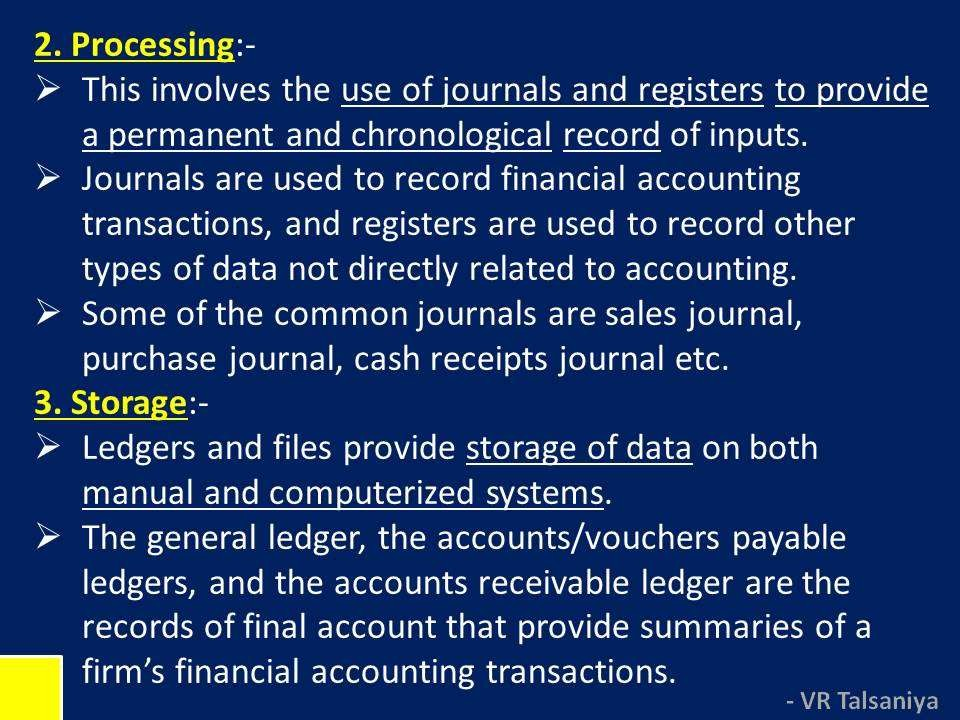 2. Processing:-
➢ This involves the use of journals and registers to provide
a permanent and chronological record of inputs.
➢ Journals are used to record financial accounting
transactions, and registers are used to record other
types of data not directly related to accounting.
➢ Some of the common journals are sales journal,
purchase journal, cash receipts journal etc.
3. Storage:-
➢ Ledgers and files provide storage of data on both
manual and computerized systems.
➢ The general ledger, the accounts/vouchers payable
ledgers, and the accounts receivable ledger are the
records of final account that provide summaries of a
firm’s financial accounting transactions.
- VR Talsaniya